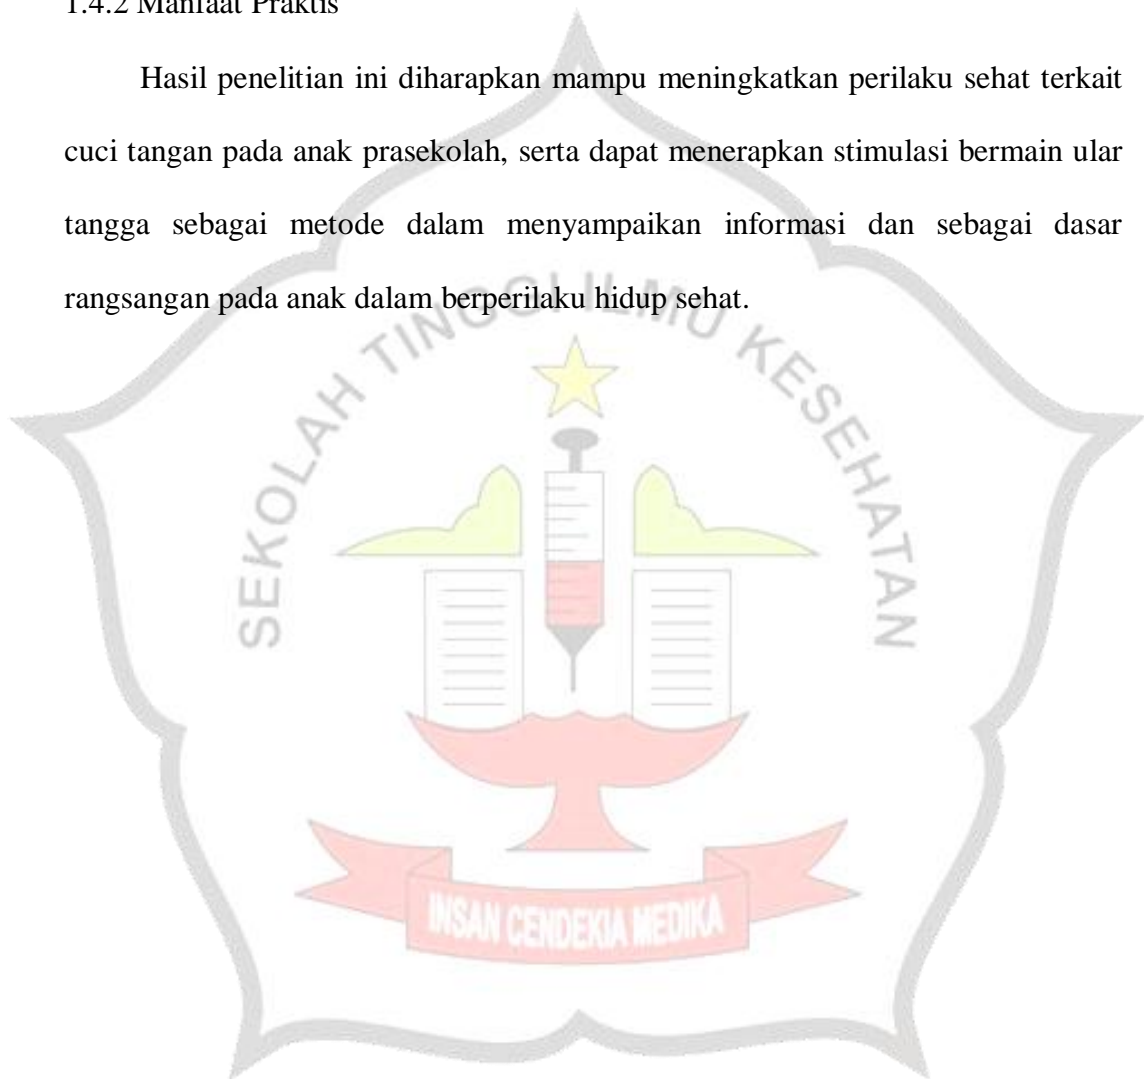 1.4.2 Manfaat Praktis
Hasil penelitian ini diharapkan mampu meningkatkan perilaku sehat terkait
cuci tangan pada anak prasekolah, serta dapat menerapkan stimulasi bermain ular
tangga sebagai metode dalam menyampaikan informasi dan sebagai dasar
rangsangan pada anak dalam berperilaku hidup sehat.
SEKOLAH TINGGI ILMU KESEHATAN
INSAN CENDEKIA MEDIKA